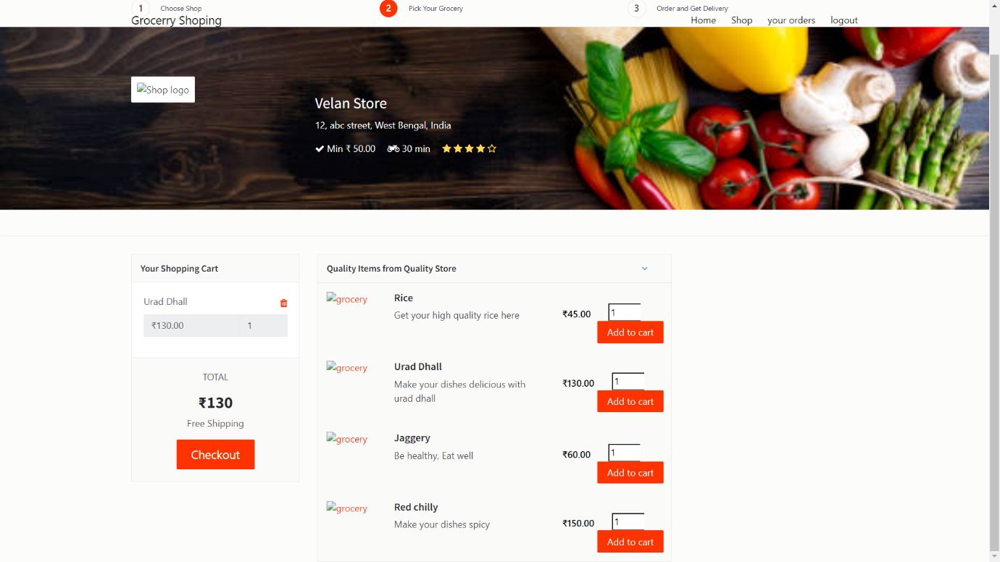 1 Choose Shop 2 Pick Your Grocery 3 Order and Get Delivery
Grocerry Shoping Home Shop your orders logout
Shop logo
Velan Store
12, abc street, West Bengal, India
Min ₹ 50.00 30 min
Your Shopping Cart
Urad Dhall
₹130.00 1
TOTAL
₹130
Free Shipping
Checkout
Quality Items from Quality Store
grocery Rice
Get your high quality rice here ₹45.00 1
Add to cart
grocery Urad Dhall
Make your dishes delicious with ₹130.00 1
urad dhall
Add to cart
grocery Jaggery
Be healthy, Eat well ₹60.00 1
Add to cart
grocery Red chilly
Make your dishes spicy ₹150.00 1
Add to cart